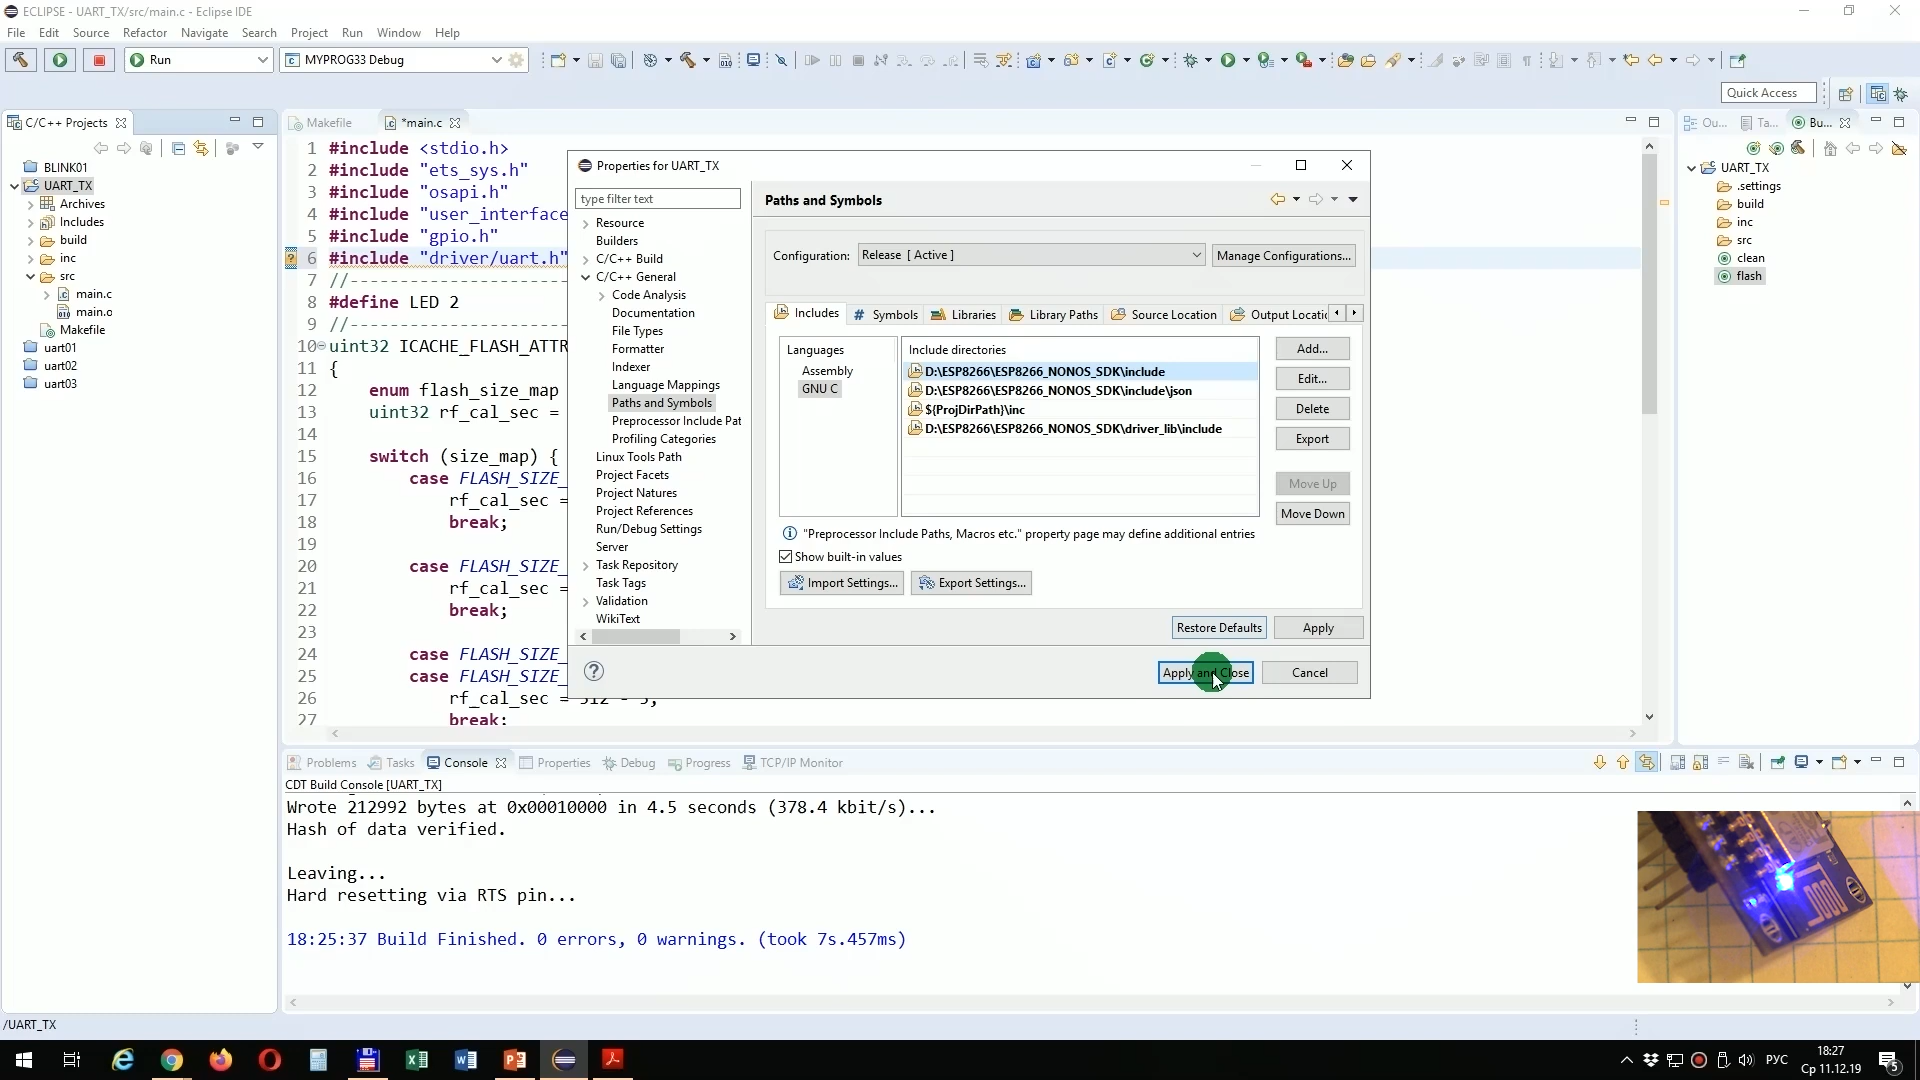 ECLIPSE - UART_TX/src/main.c - Eclipse IDE
File Edit Source Refactor Navigate Search Project Run Window Help
Run
MYPROG33 Debug
Quick Access
C/C++ Projects
BLINK01
UART_TX
Archives
Includes
build
inc
src
main.c
main.o
Makefile
uart01
uart02
uart03
Makefile
*main.c
1 #include <stdio.h>
2 #include "ets_sys.h"
3 #include "osapi.h"
4 #include "user_interface
5 #include "gpio.h"
6 #include "driver/uart.h"
7 //------------------------
8 #define LED 2
9 //------------------------
10 uint32 ICACHE_FLASH_ATTR
11 {
12 enum flash_size_map
13 uint32 rf_cal_sec =
14
15 switch (size_map) {
16 case FLASH_SIZE_
17 rf_cal_sec =
18 break;
19
20 case FLASH_SIZE_
21 rf_cal_sec =
22 break;
23
24 case FLASH_SIZE_
25 case FLASH_SIZE_
26 rf_cal_sec = 512 - 5;
27 break;
Properties for UART_TX
type filter text
Resource
Builders
C/C++ Build
C/C++ General
Code Analysis
Documentation
File Types
Formatter
Indexer
Language Mappings
Paths and Symbols
Preprocessor Include Pat
Profiling Categories
Linux Tools Path
Project Facets
Project Natures
Project References
Run/Debug Settings
Server
Task Repository
Task Tags
Validation
WikiText
Paths and Symbols
Configuration: Release [ Active ] Manage Configurations...
Includes # Symbols Libraries Library Paths Source Location Output Locatic
Languages
Assembly
GNU C
Include directories
D:\ESP8266\ESP8266_NONOS_SDK\include
D:\ESP8266\ESP8266_NONOS_SDK\include\json
${ProjDirPath}\inc
D:\ESP8266\ESP8266_NONOS_SDK\driver_lib\include
Add...
Edit...
Delete
Export
Move Up
Move Down
"Preprocessor Include Paths, Macros etc." property page may define additional entries
Show built-in values
Import Settings... Export Settings...
Restore Defaults Apply
Apply and Close Cancel
Ou... Ta... Bu...
UART_TX
.settings
build
inc
src
clean
flash
Problems Tasks Console Properties Debug Progress TCP/IP Monitor
CDT Build Console [UART_TX]
Wrote 212992 bytes at 0x00010000 in 4.5 seconds (378.4 kbit/s)...
Hash of data verified.
Leaving...
Hard resetting via RTS pin...
18:25:37 Build Finished. 0 errors, 0 warnings. (took 7s.457ms)
/UART_TX
РУС
18:27
Ср 11.12.19
5